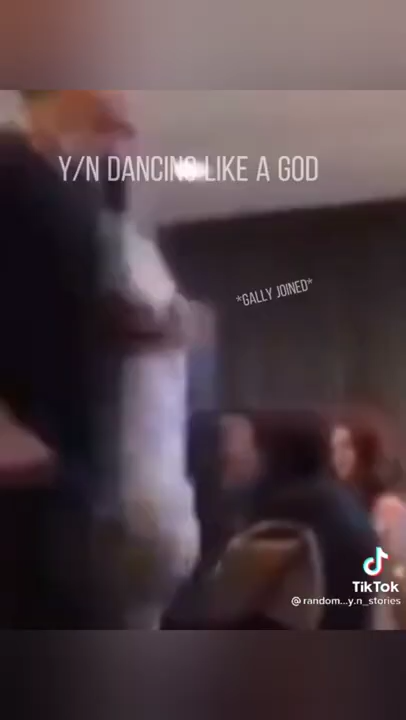 Y/N DANCING LIKE A GOD
*GALLY JOINED*
TikTok
@random...y.n_stories